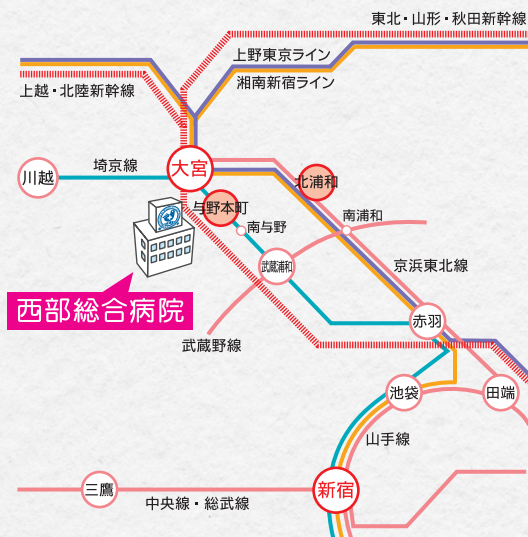 東北・山形・秋田新幹線
上野東京ライン
湘南新宿ライン
上越・北陸新幹線
埼京線
大宮
川越
北浦和
与野本町
南与野
南浦和
武蔵浦和
京浜東北線
西部総合病院
赤羽
武蔵野線
池袋
田端
山手線
三鷹
新宿
中央線・総武線